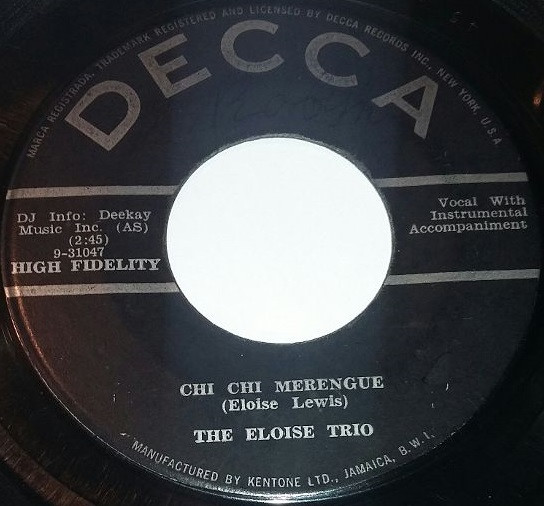 MARCA REGISTRADA. TRADEMARK REGISTERED AND LICENSED BY DECCA RECORDS INC., NEW YORK, U.S.A
DECCA
DJ Info: Deekay
Music Inc. (AS)
(2:45)
9-31047
HIGH FIDELITY
Vocal With
Instrumental
Accompaniment
CHI CHI MERENGUE
(Eloise Lewis)
THE ELOISE TRIO
MANUFACTURED BY KENTONE LTD., JAMAICA, B.W.I.